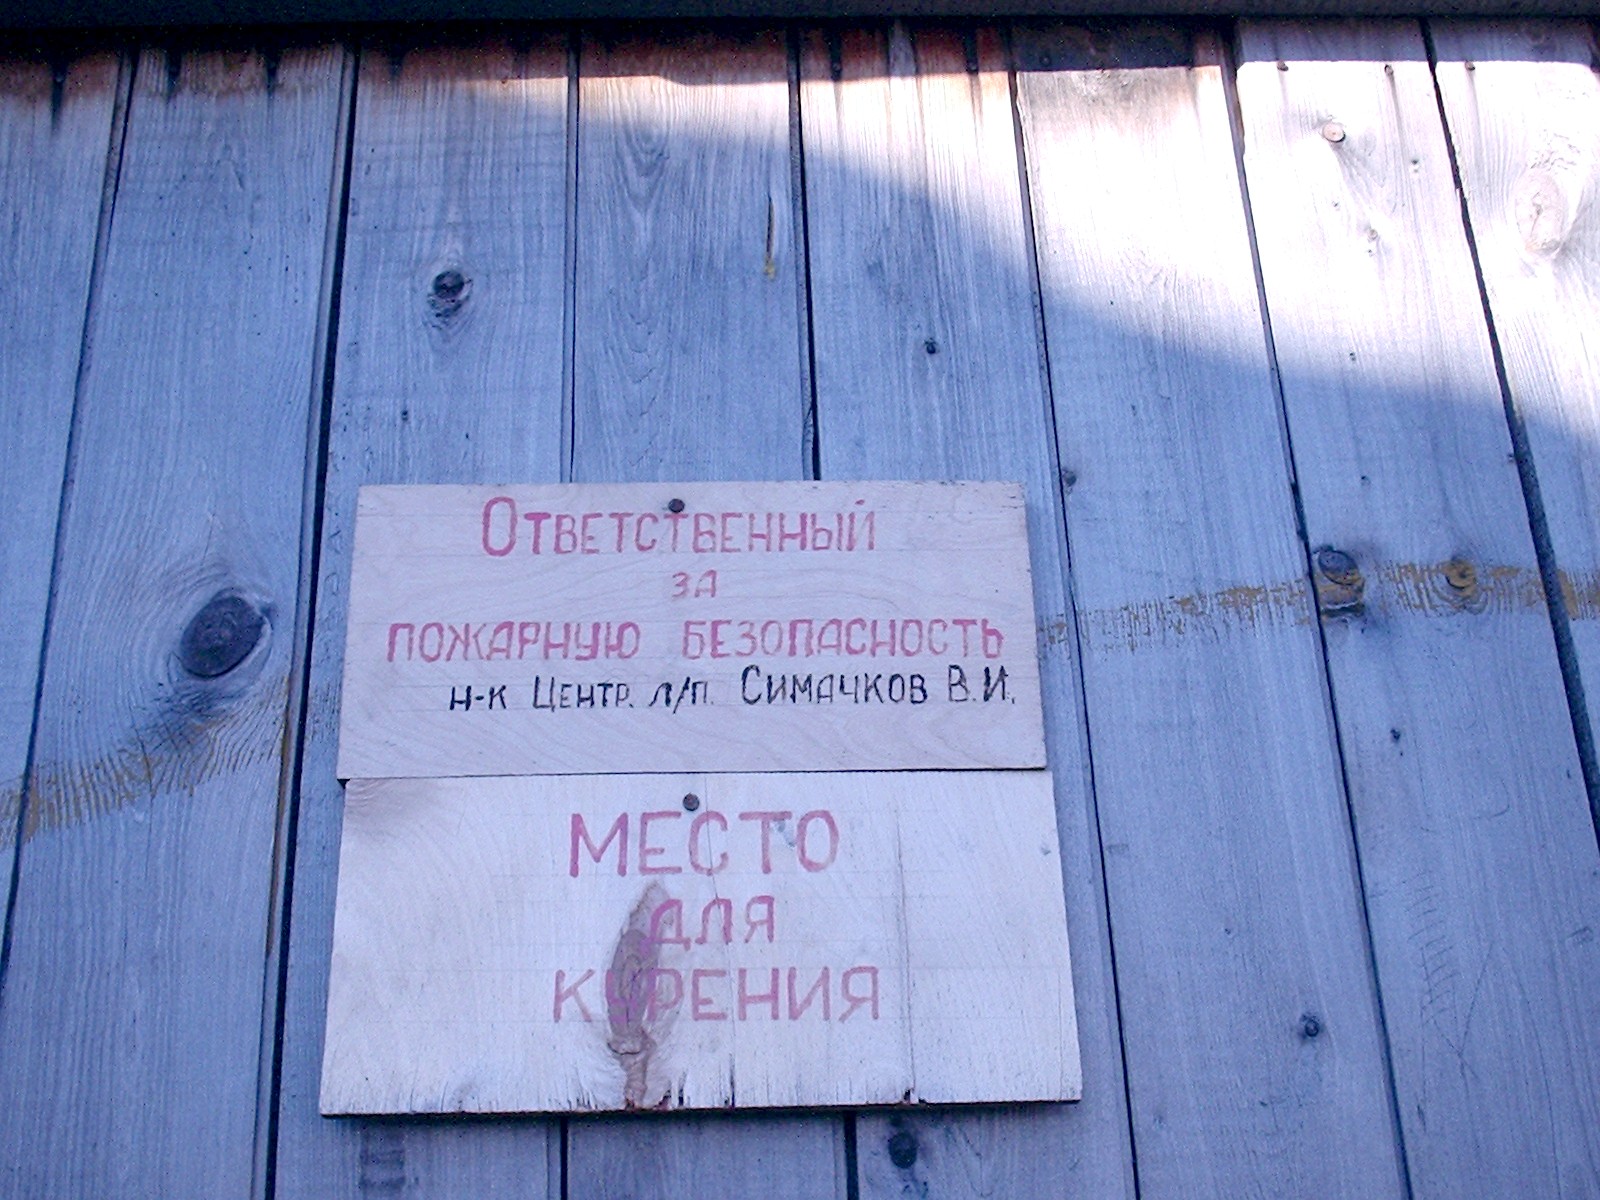 Ответственный
за
пожарную безопасность
н-к Центр. л/п. Симачков В.И.
МЕСТО
ДЛЯ
КУРЕНИЯ